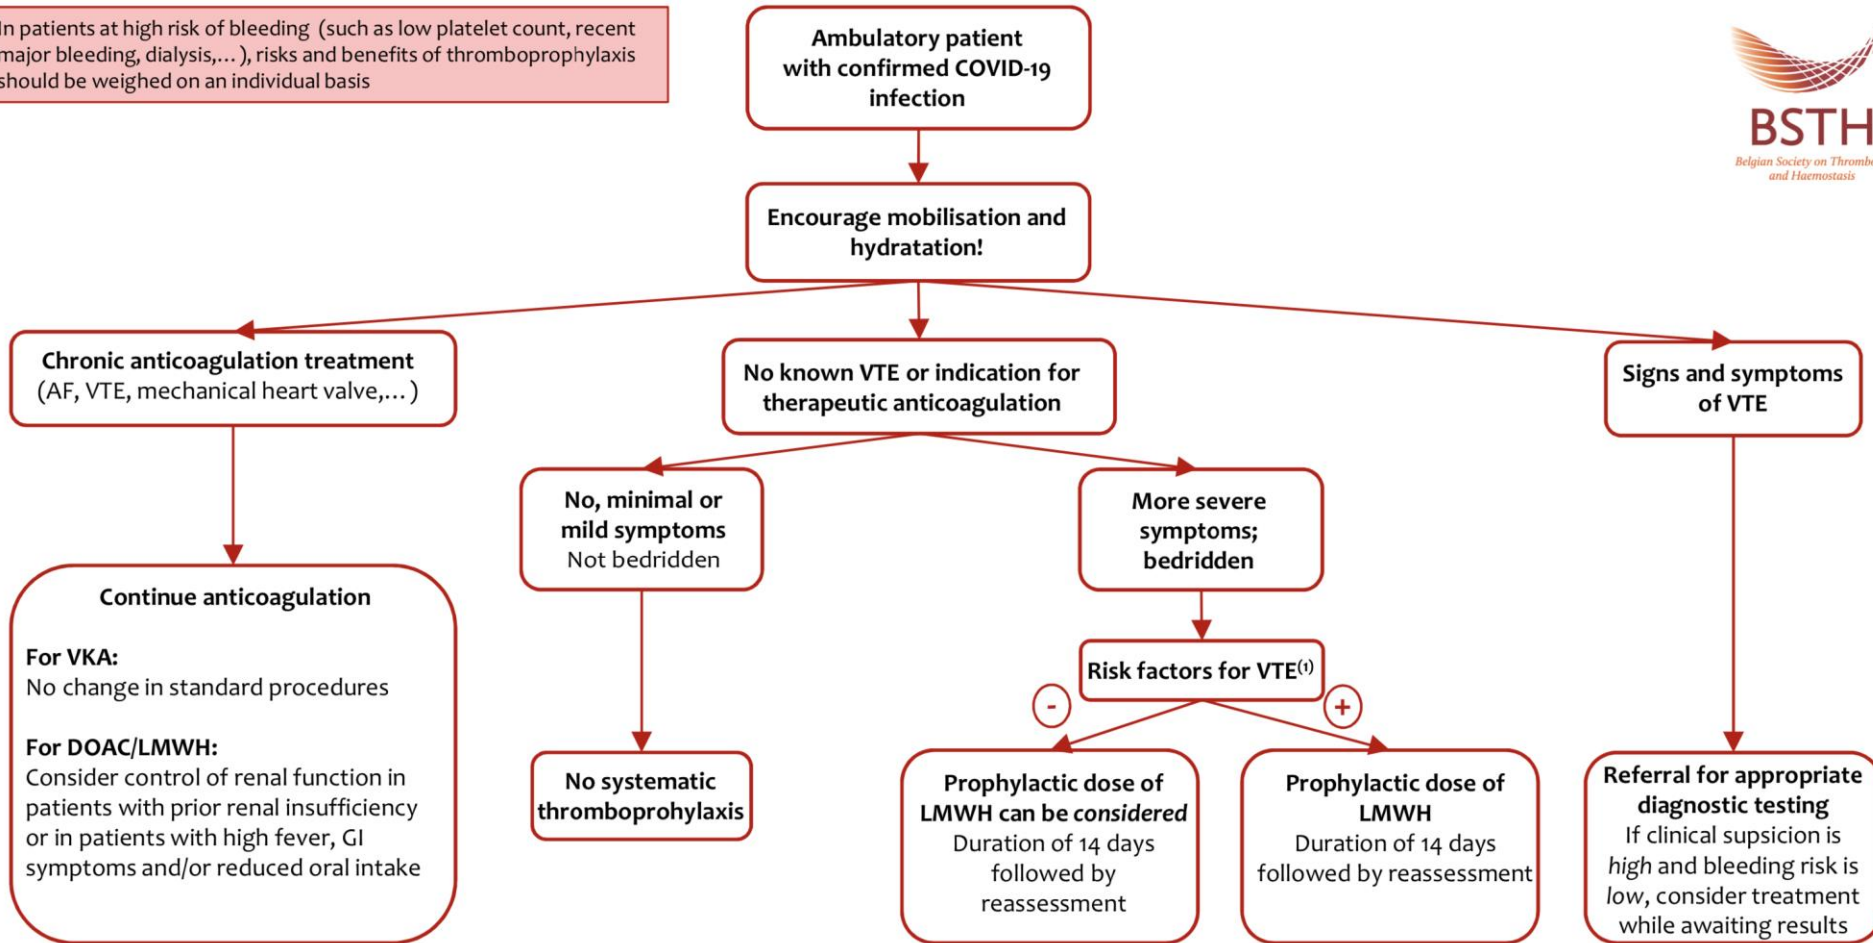 In patients at high risk of bleeding (such as low platelet count, recent
major bleeding, dialysis,...), risks and benefits of thromboprophylaxis
should be weighed on an individual basis
Ambulatory patient
with confirmed COVID-19
infection
BSTH
Belgian Society on Thrombo
and Haemostasis
Encourage mobilisation and
hydratation!
Chronic anticoagulation treatment
(AF, VTE, mechanical heart valve,...)
No known VTE or indication for
therapeutic anticoagulation
Signs and symptoms
of VTE
No, minimal or
mild symptoms
Not bedridden
More severe
symptoms;
bedridden
Continue anticoagulation
For VKA:
No change in standard procedures
For DOAC/LMWH:
Consider control of renal function in
patients with prior renal insufficiency
or in patients with high fever, GI
symptoms and/or reduced oral intake
Risk factors for VTE(1)
-
+
No systematic
thromboprohylaxis
Prophylactic dose of
LMWH can be considered
Duration of 14 days
followed by
reassessment
Prophylactic dose of
LMWH
Duration of 14 days
followed by reassessment
Referral for appropriate
diagnostic testing
If clinical supsicion is
high and bleeding risk is
low, consider treatment
while awaiting results